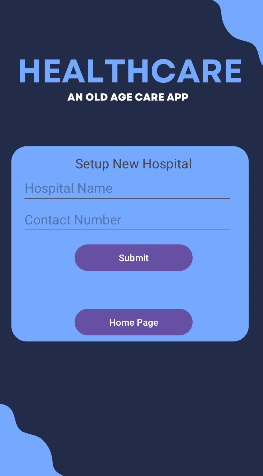 HEALTHCARE
AN OLD AGE CARE APP
Setup New Hospital
Hospital Name
Contact Number
Submit
Home Page